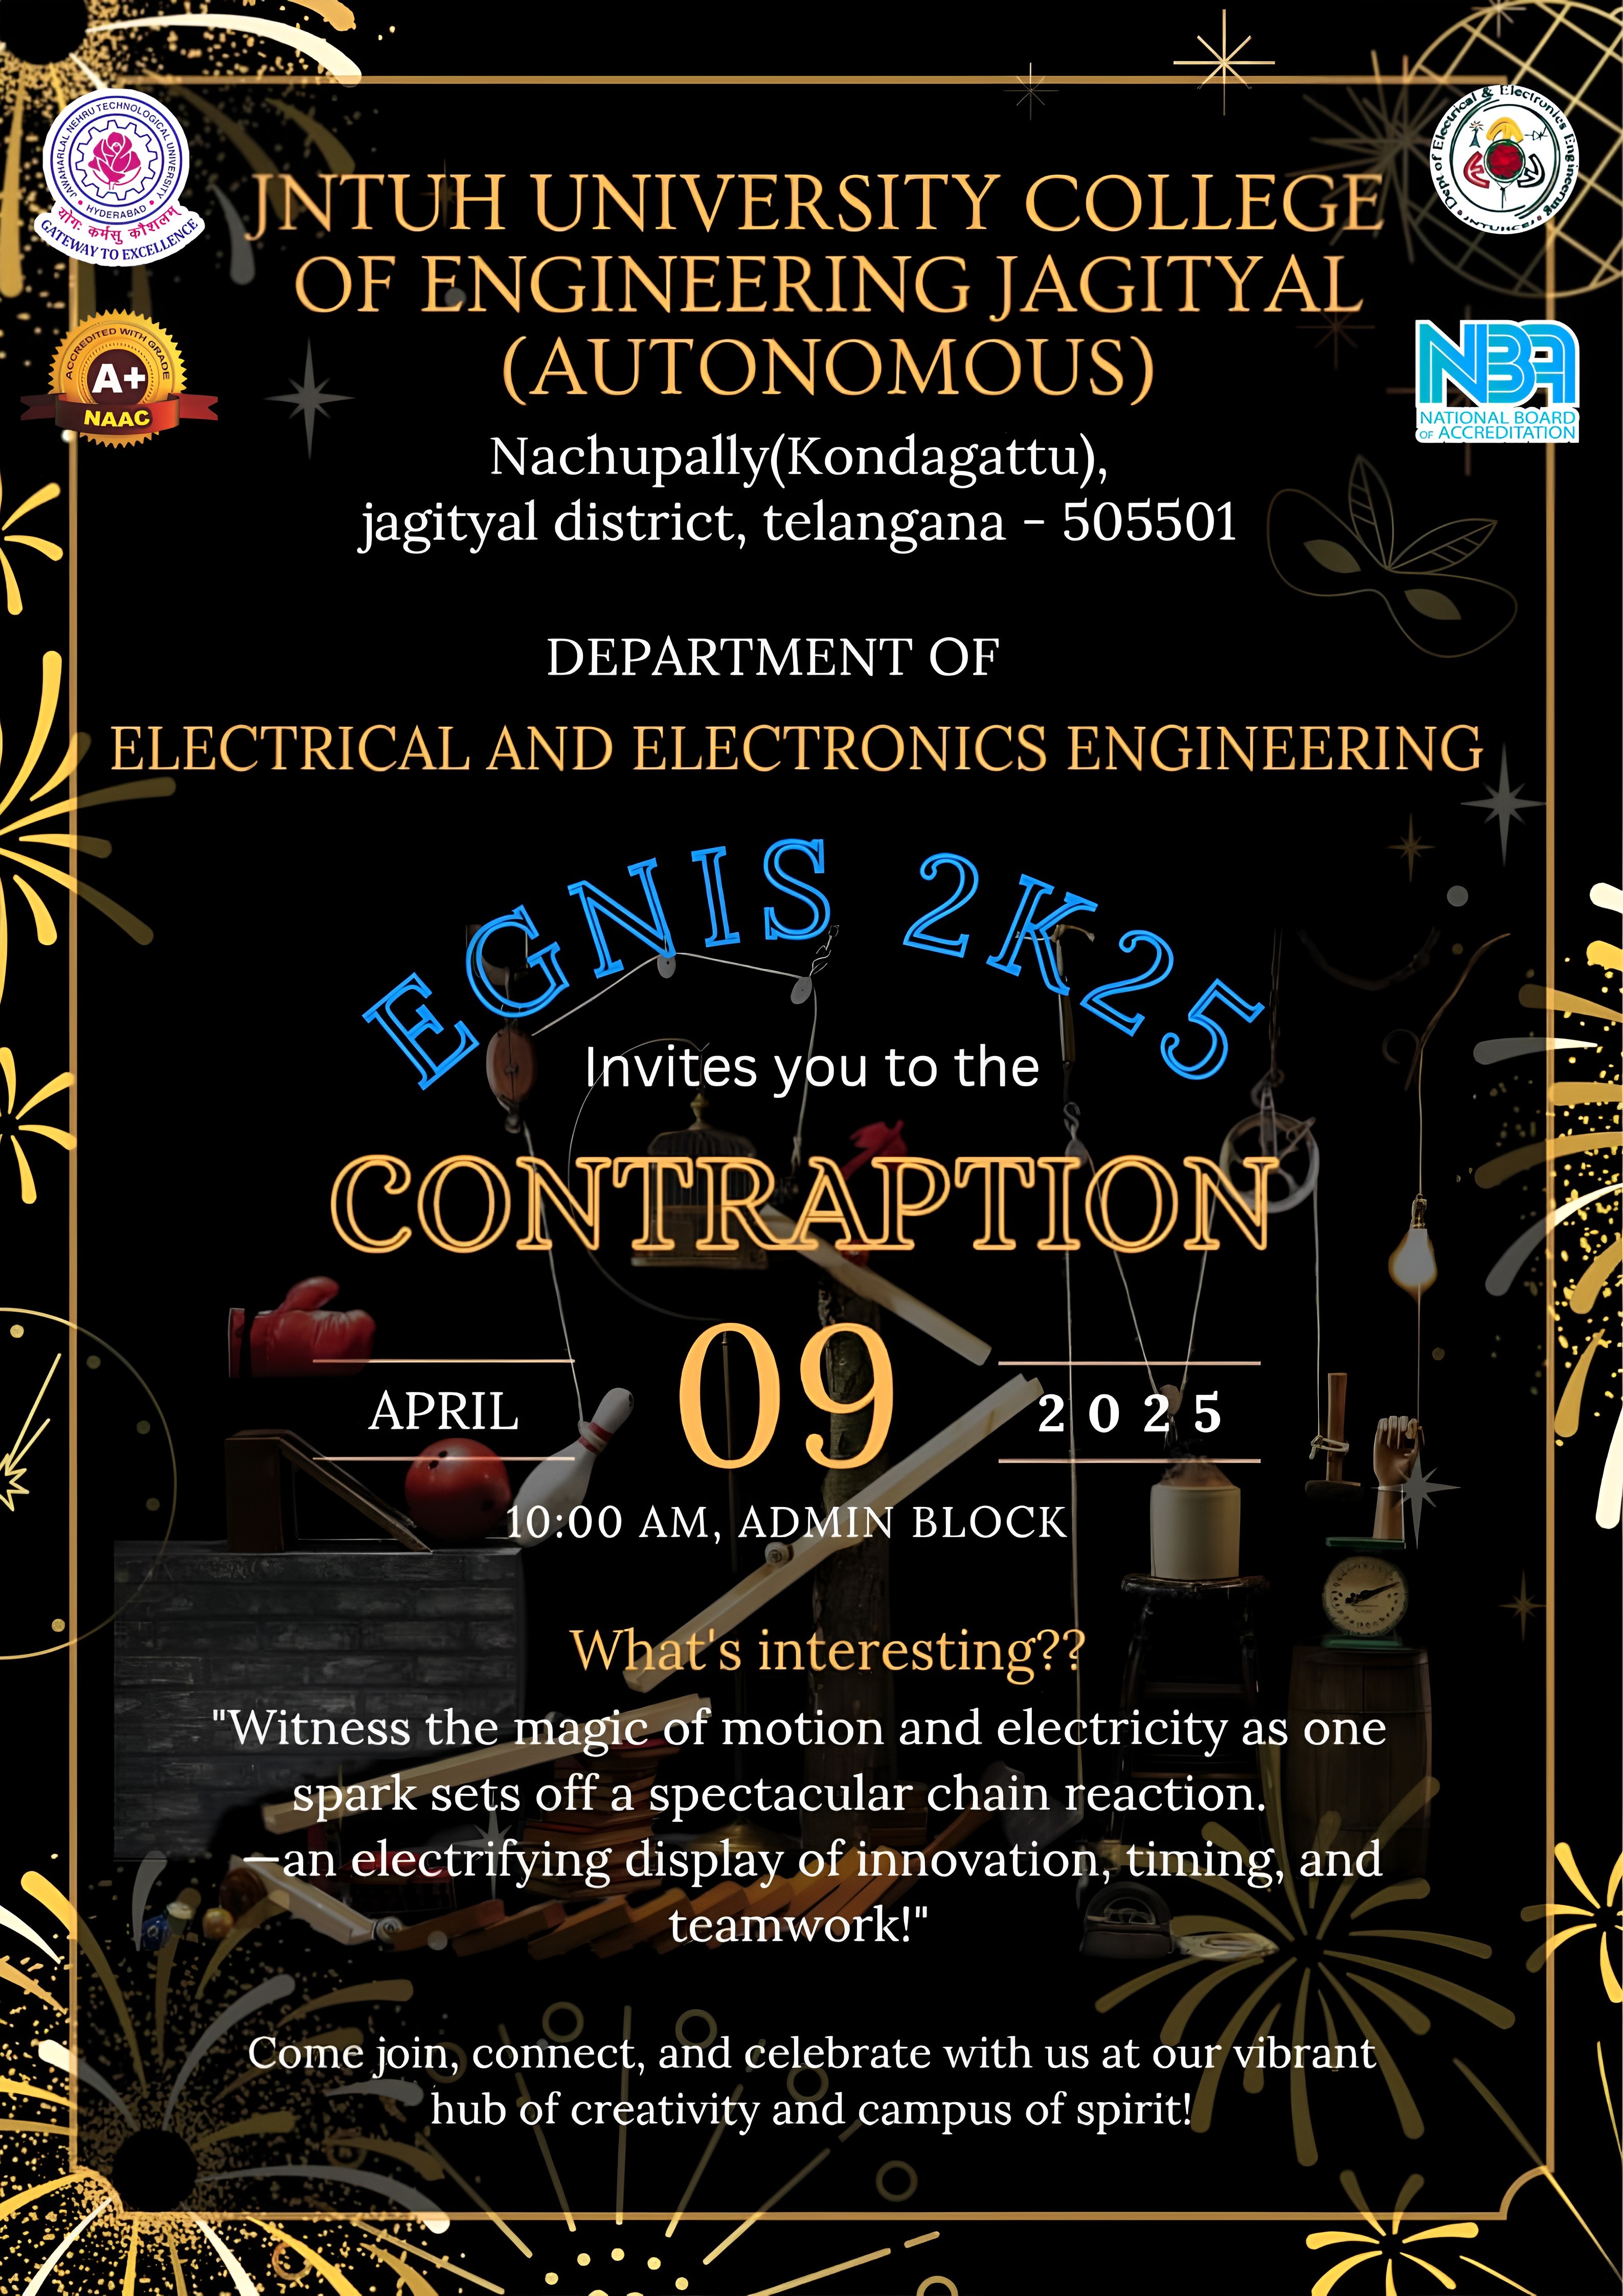 JAWAHARLAL NEHRU TECHNOLOGICAL UNIVERSITY
HYDERABAD
योगः कर्मसु कौशलम्
GATEWAY TO EXCELLENCE
Dept of Electrical & Electronics Engineering
JNTUHCEJ
JNTUH UNIVERSITY COLLEGE
OF ENGINEERING JAGITYAL
(AUTONOMOUS)
ACCREDITED WITH GRADE
A+
NAAC
NBA
NATIONAL BOARD
OF ACCREDITATION
Nachupally(Kondagattu),
jagityal district, telangana - 505501
DEPARTMENT OF
ELECTRICAL AND ELECTRONICS ENGINEERING
EGNIS 2K25
Invites you to the
CONTRAPTION
APRIL
09
2025
10:00 AM, ADMIN BLOCK
What's interesting??
"Witness the magic of motion and electricity as one
spark sets off a spectacular chain reaction.
—an electrifying display of innovation, timing, and
teamwork!"
Come join, connect, and celebrate with us at our vibrant
hub of creativity and campus of spirit!